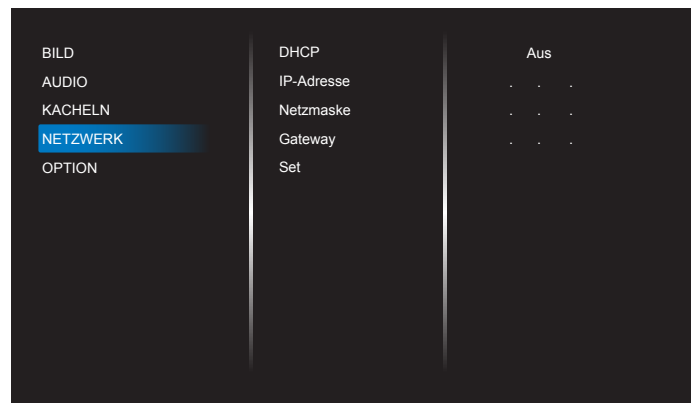 BILD
AUDIO
KACHELN
NETZWERK
OPTION
DHCP
IP-Adresse
Netzmaske
Gateway
Set
Aus
. . .
. . .
. . .